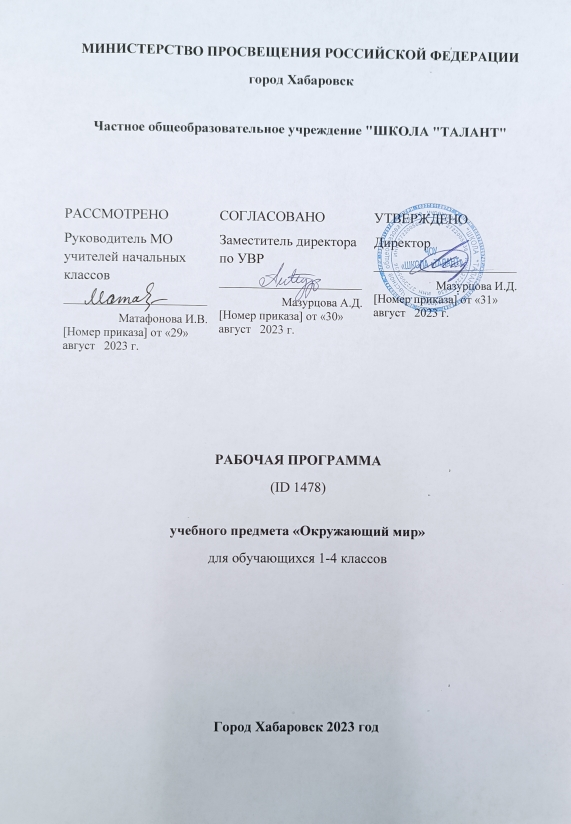 МИНИСТЕРСТВО ПРОСВЕЩЕНИЯ РОССИЙСКОЙ ФЕДЕРАЦИИ
город Хабаровск
Частное общеобразовательное учреждение "ШКОЛА "ТАЛАНТ"
РАССМОТРЕНО
Руководитель МО
учителей начальных
классов
Матафонова И.В.
[Номер приказа] от «29»
август 2023 г.
СОГЛАСОВАНО
Заместитель директора
по УВР
Мазурцова А.Д.
[Номер приказа] от «30»
август 2023 г.
УТВЕРЖДЕНО
Директор
Мазурцова И.Д.
[Номер приказа] от «31»
август 2023 г.
РАБОЧАЯ ПРОГРАММА
(ID 1478)
учебного предмета «Окружающий мир»
для обучающихся 1-4 классов
Город Хабаровск 2023 год